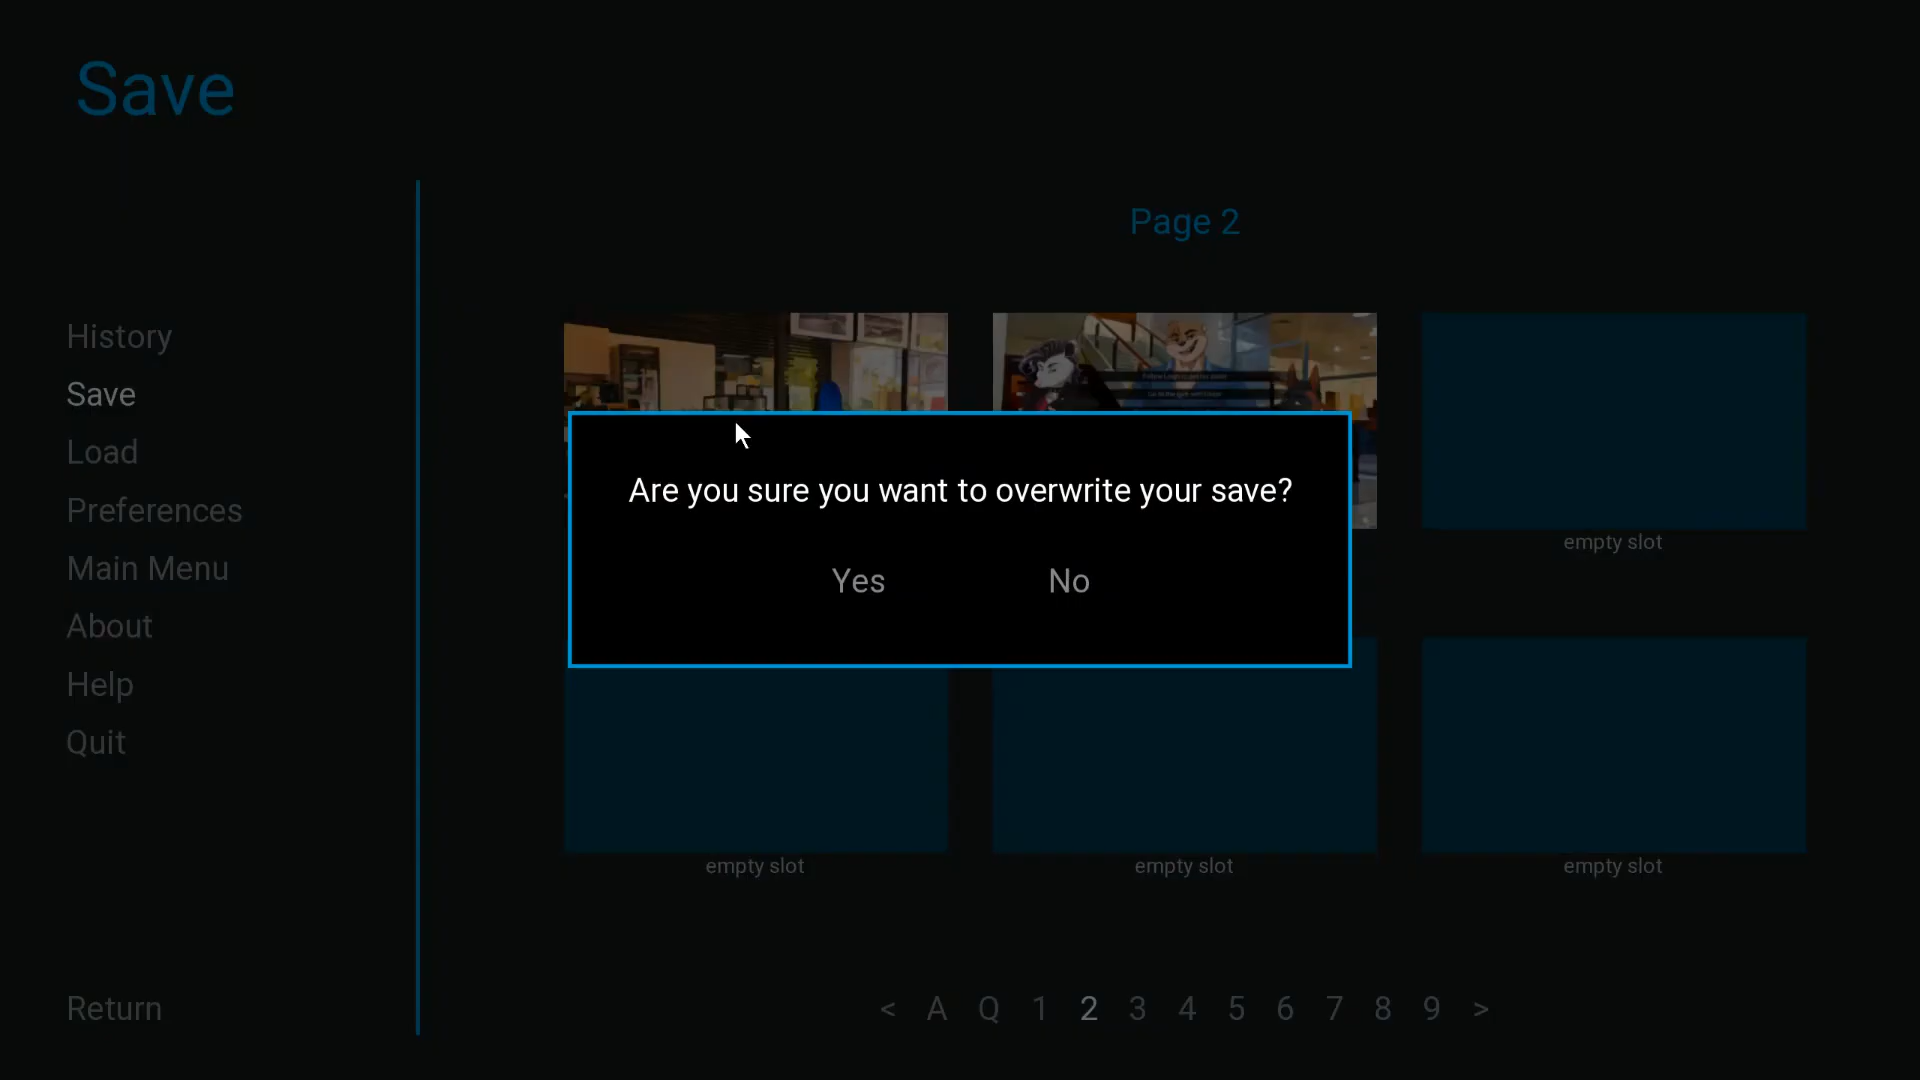 Save
Page 2
History
Save
Load
Preferences
Main Menu
About
Help
Quit
Return
Are you sure you want to overwrite your save?
Yes No
empty slot
empty slot empty slot empty slot
< A Q 1 2 3 4 5 6 7 8 9 >